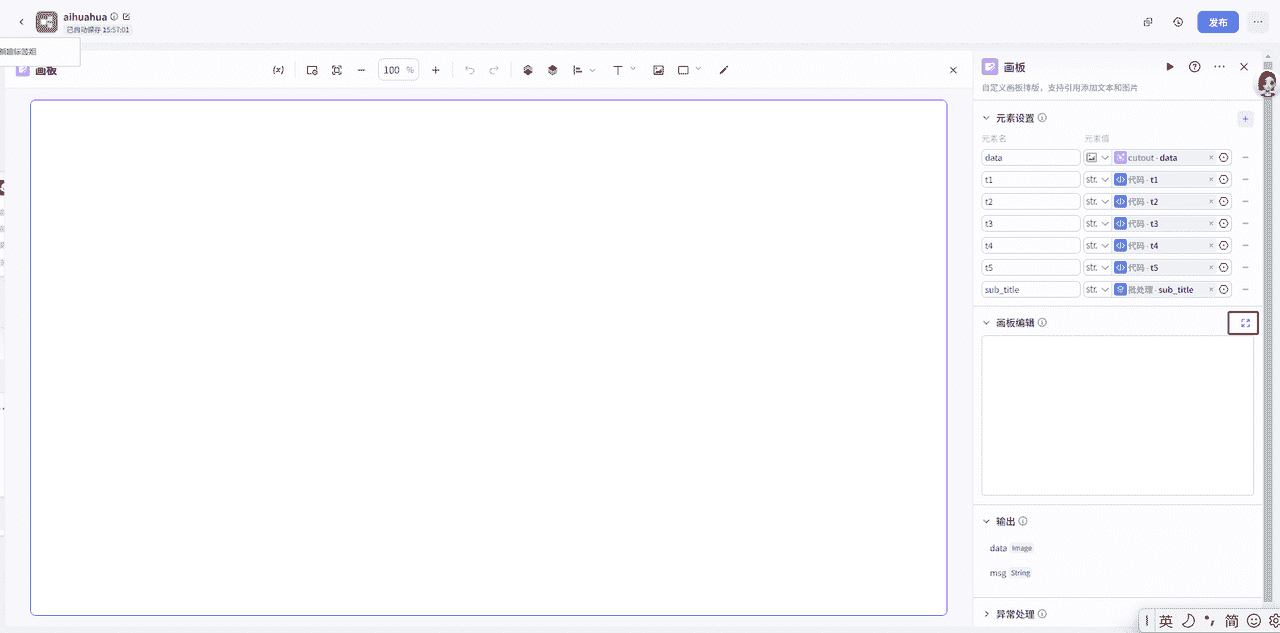 aihuahua
已自动保存 15:57:01
发布
画板
{x}
100 %
画板
自定义画板排版，支持引用添加文本和图片
元素设置
元素名 元素值
data cutout · data
t1 str. 代码 · t1
t2 str. 代码 · t2
t3 str. 代码 · t3
t4 str. 代码 · t4
t5 str. 代码 · t5
sub_title str. 批处理 · sub_title
画板编辑
输出
data Image
msg String
异常处理
英 简